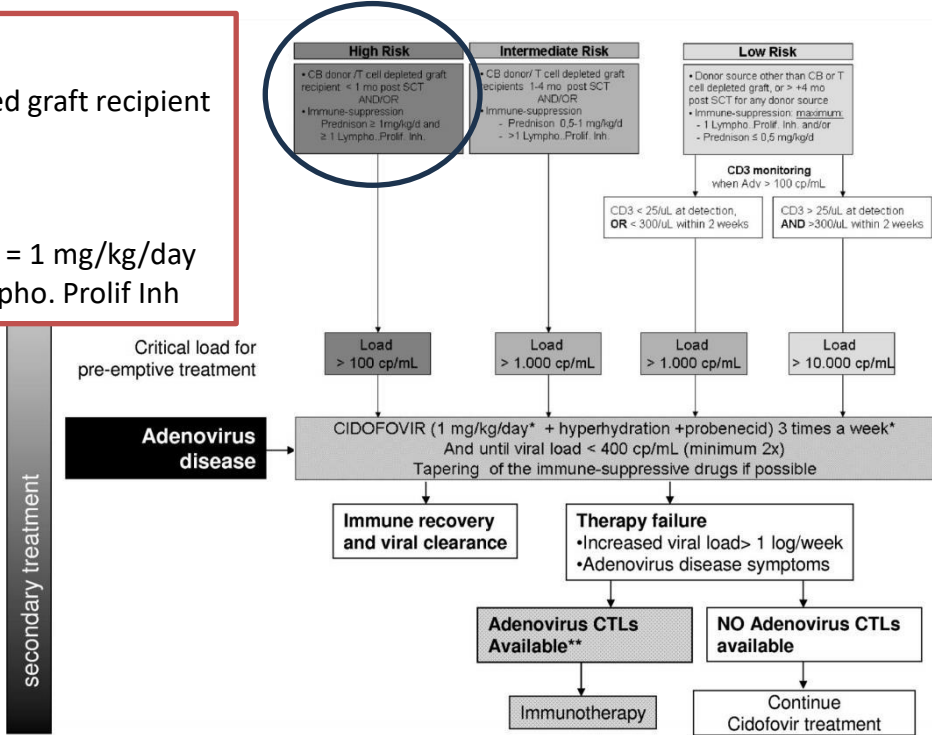 ed graft recipient
= 1 mg/kg/day
pho. Prolif Inh
High Risk
• CB donor /T cell depleted graft
recipient < 1 mo post SCT
AND/OR
• Immune-suppression
Prednison ≥ 1mg/kg/d and
≥ 1 Lympho..Prolif. Inh.
Intermediate Risk
• CB donor/ T cell depleted graft
recipients 1-4 mo post SCT
AND/OR
• Immune-suppression
- Prednison 0,5-1 mg/kg/d
- >1 Lympho..Prolif. Inh.
Low Risk
• Donor source other than CB or T
cell depleted graft, or > +4 mo
post SCT for any donor source
• Immune-suppression: maximum:
- 1 Lympho..Prolif. Inh. and/or
- Prednison ≤ 0,5 mg/kg/d
CD3 monitoring
when Adv > 100 cp/mL
CD3 < 25/uL at detection,
OR < 300/uL within 2 weeks
CD3 > 25/uL at detection
AND >300/uL within 2 weeks
Critical load for
pre-emptive treatment
Load
> 100 cp/mL
Load
> 1.000 cp/mL
Load
> 1.000 cp/mL
Load
> 10.000 cp/mL
Adenovirus
disease
CIDOFOVIR (1 mg/kg/day* + hyperhydration +probenecid) 3 times a week*
And until viral load < 400 cp/mL (minimum 2x)
Tapering of the immune-suppressive drugs if possible
secondary treatment
Immune recovery
and viral clearance
Therapy failure
•Increased viral load> 1 log/week
•Adenovirus disease symptoms
Adenovirus CTLs
Available**
NO Adenovirus CTLs
available
Immunotherapy
Continue
Cidofovir treatment